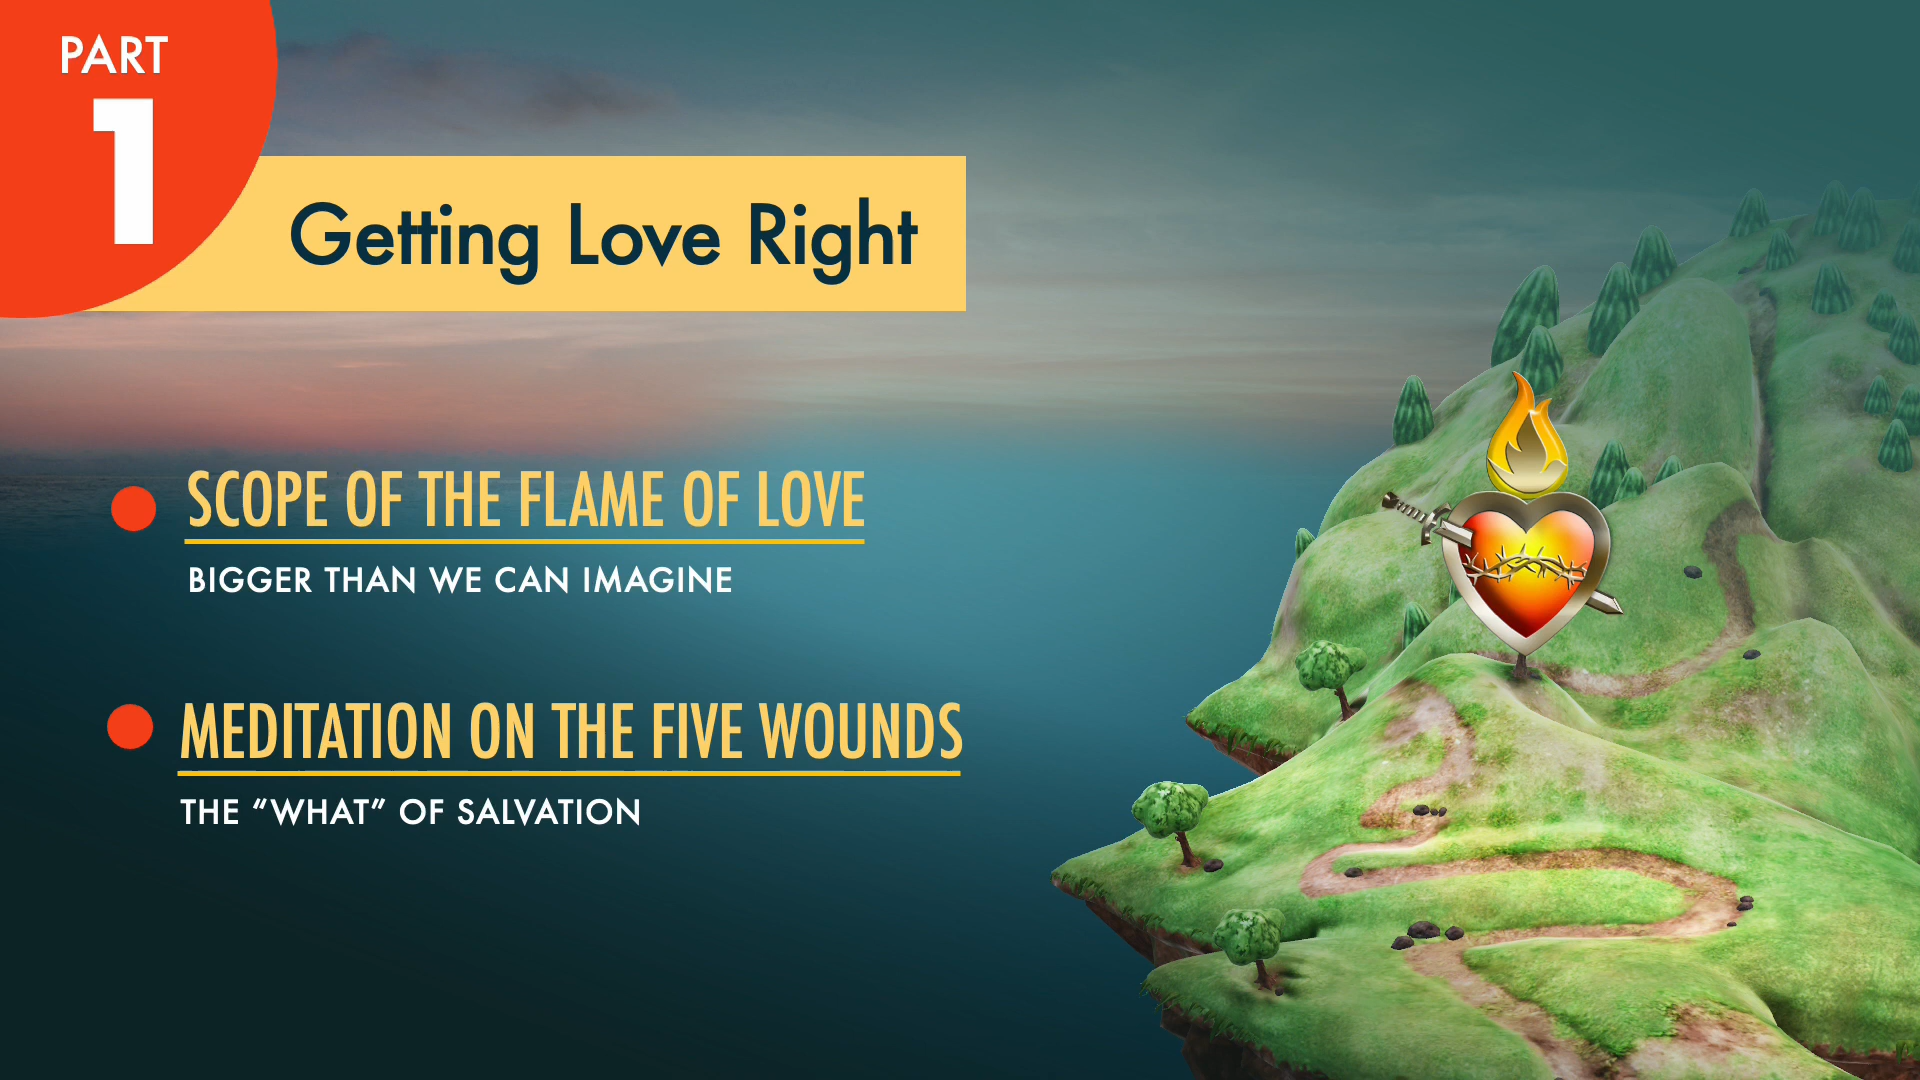 PART
1
Getting Love Right
SCOPE OF THE FLAME OF LOVE
BIGGER THAN WE CAN IMAGINE
MEDITATION ON THE FIVE WOUNDS
THE “WHAT” OF SALVATION